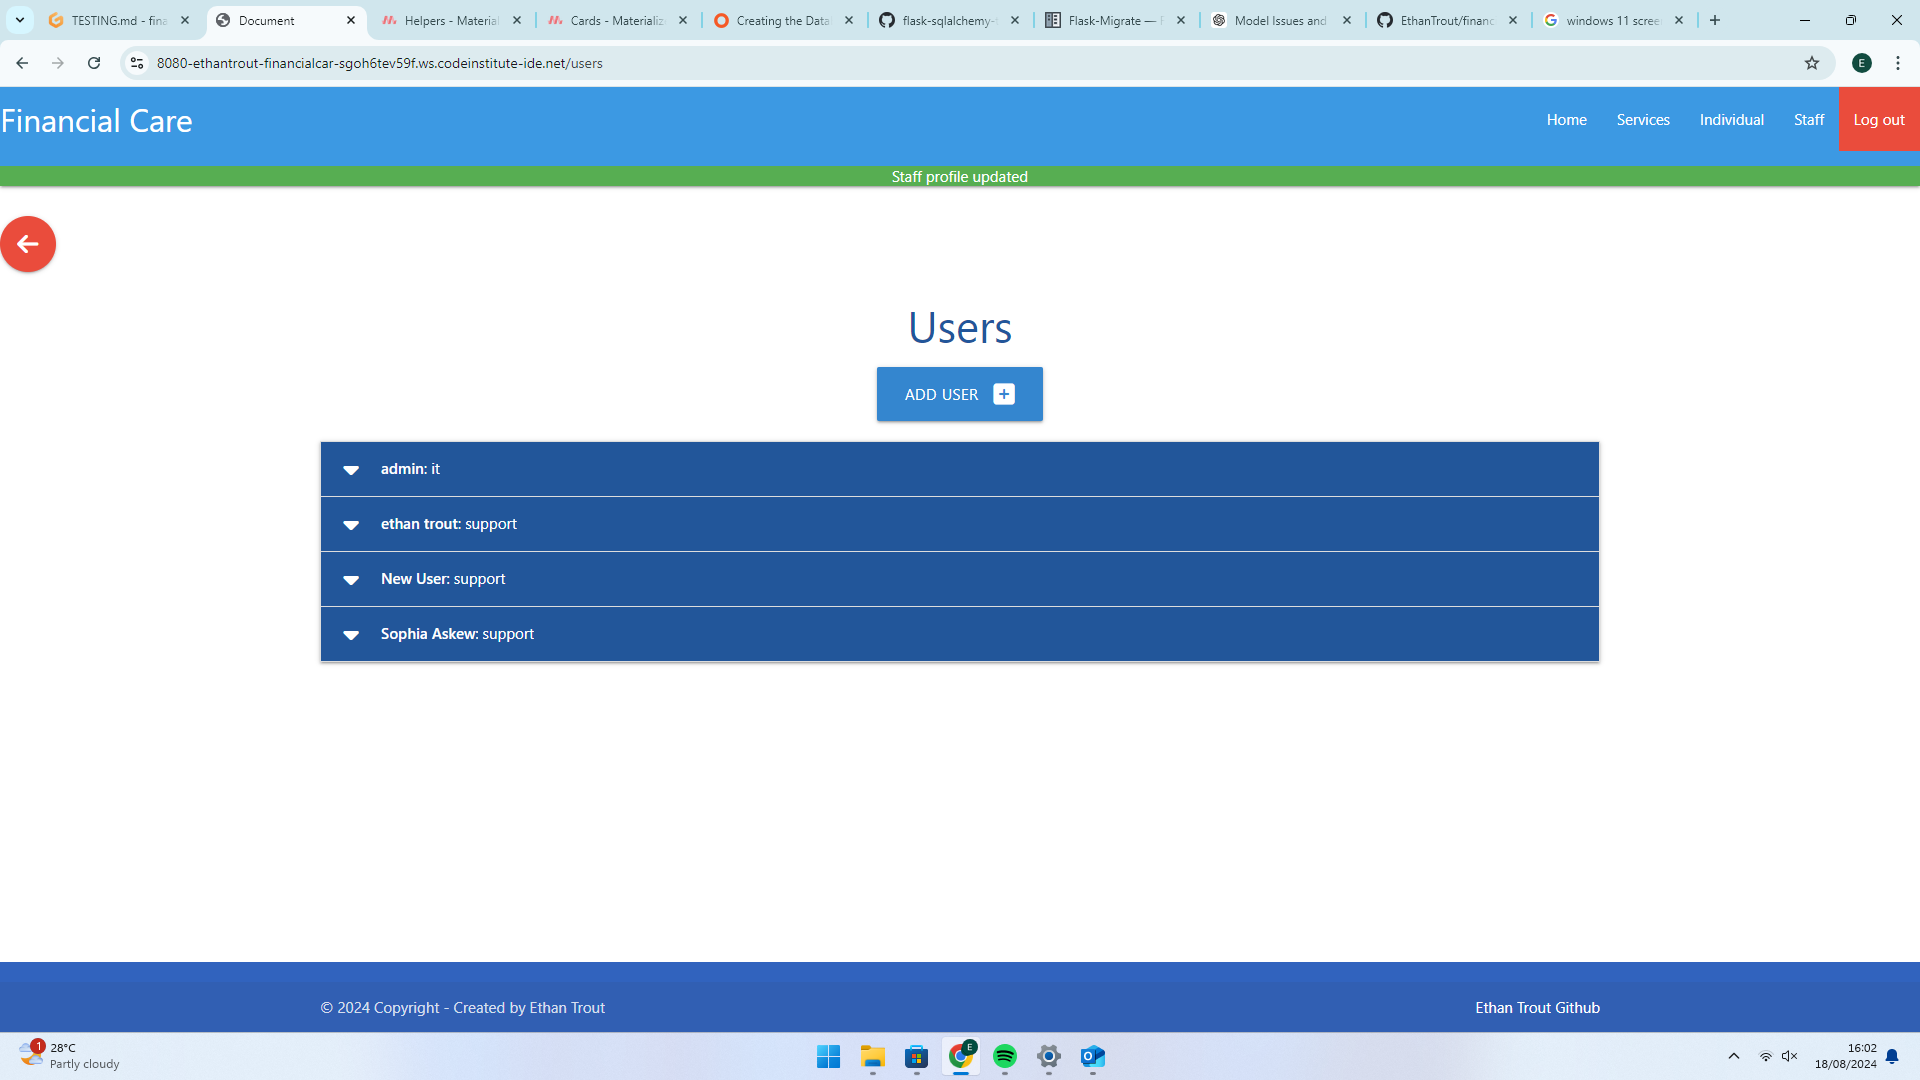 TESTING.md - fina
Document
Helpers - Material
Cards - Materializ
Creating the Data
flask-sqlalchemy-
Flask-Migrate —
Model Issues and
EthanTrout/financ
windows 11 scree
8080-ethantrout-financialcar-sgoh6tev59f.ws.codeinstitute-ide.net/users
E
Financial Care
Home
Services
Individual
Staff
Log out
Staff profile updated
Users
ADD USER
admin: it
ethan trout: support
New User: support
Sophia Askew: support
© 2024 Copyright - Created by Ethan Trout
Ethan Trout Github
1
28°C
Partly cloudy
E
16:02
18/08/2024